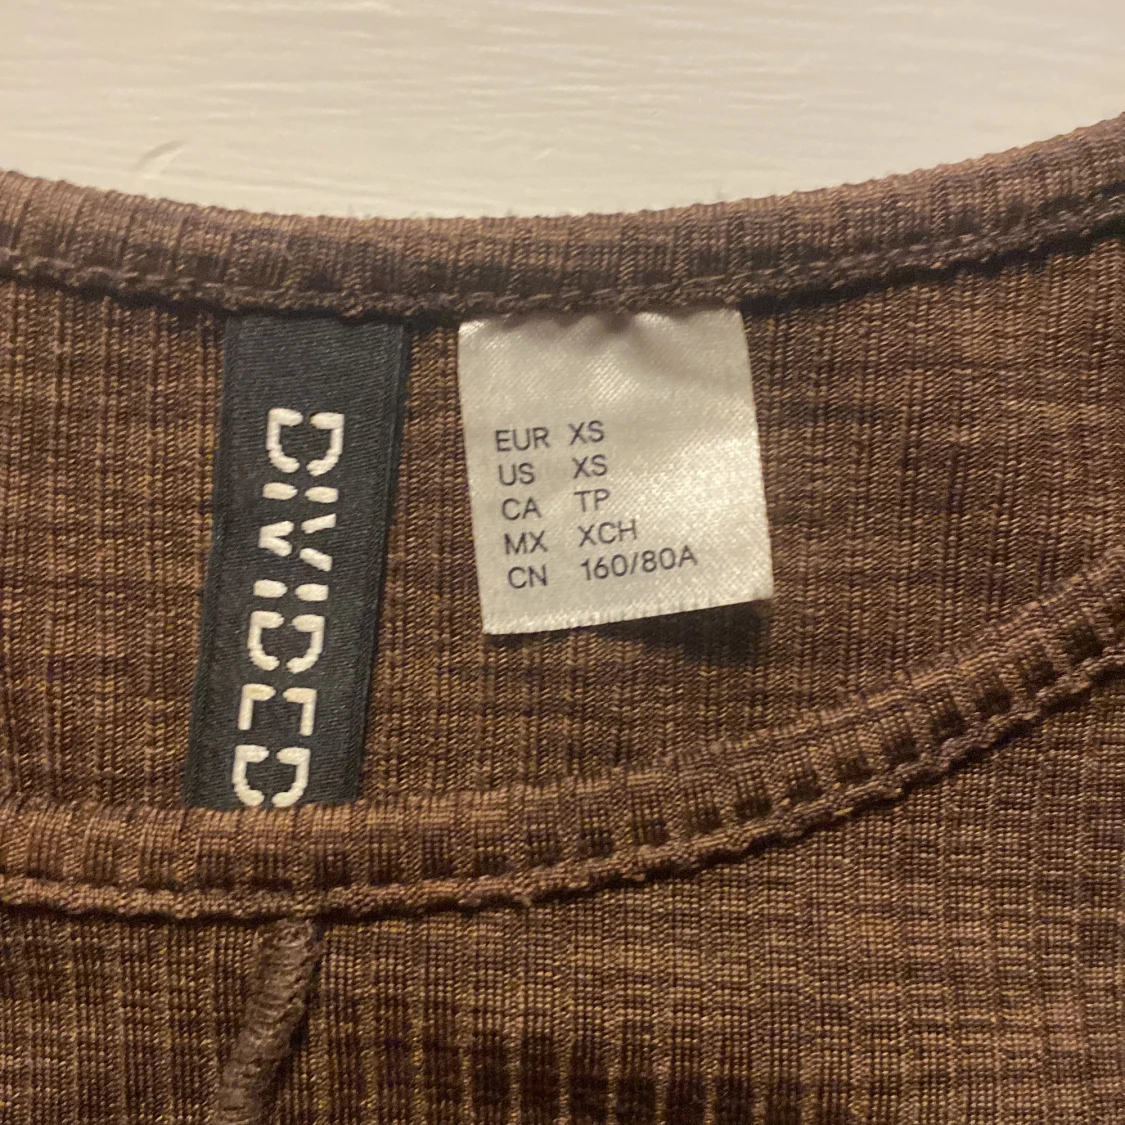 DIVIDED
EUR XS
US XS
CA TP
MX XCH
CN 160/80A